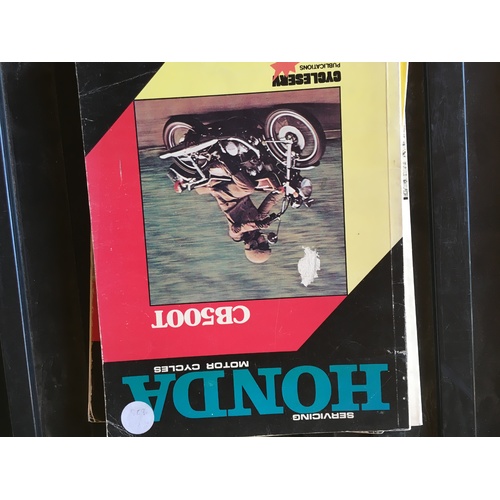 SERVICING
HONDA
MOTOR CYCLES
CB500T
CYCLESERV
PUBLICATIONS